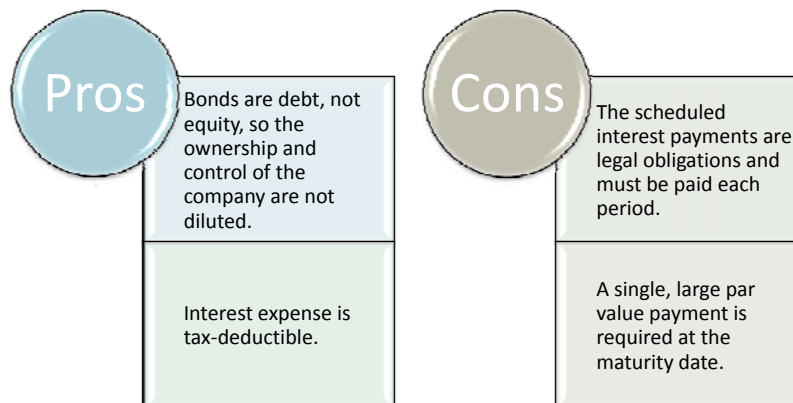 Pros
Bonds are debt, not
equity, so the
ownership and
control of the
company are not
diluted.
Interest expense is
tax-deductible.
Cons
The scheduled
interest payments are
legal obligations and
must be paid each
period.
A single, large par
value payment is
required at the
maturity date.